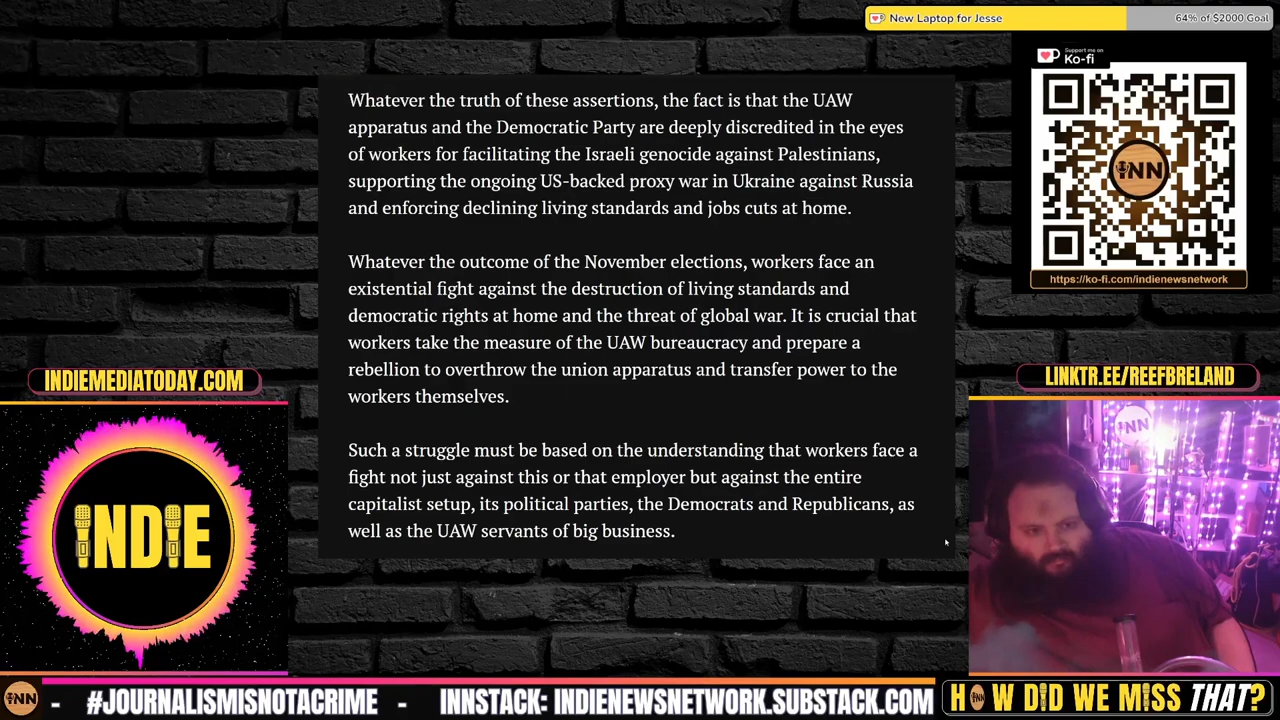 New Laptop for Jesse
64% of $2000 Goal
Support me on
Ko-fi
Whatever the truth of these assertions, the fact is that the UAW
apparatus and the Democratic Party are deeply discredited in the eyes
of workers for facilitating the Israeli genocide against Palestinians,
supporting the ongoing US-backed proxy war in Ukraine against Russia
and enforcing declining living standards and jobs cuts at home.
Whatever the outcome of the November elections, workers face an
existential fight against the destruction of living standards and
democratic rights at home and the threat of global war. It is crucial that
workers take the measure of the UAW bureaucracy and prepare a
rebellion to overthrow the union apparatus and transfer power to the
workers themselves.
Such a struggle must be based on the understanding that workers face a
fight not just against this or that employer but against the entire
capitalist setup, its political parties, the Democrats and Republicans, as
well as the UAW servants of big business.
INN
https://ko-fi.com/indienewsnetwork
INDIEMEDIATODAY.COM
LINKTR.EE/REEFBRELAND
INDIE
INN
INN - #JOURNALISMISNOTACRIME - INNSTACK: INDIENEWSNETWORK.SUBSTACK.COM
HOW DID WE MISS THAT?